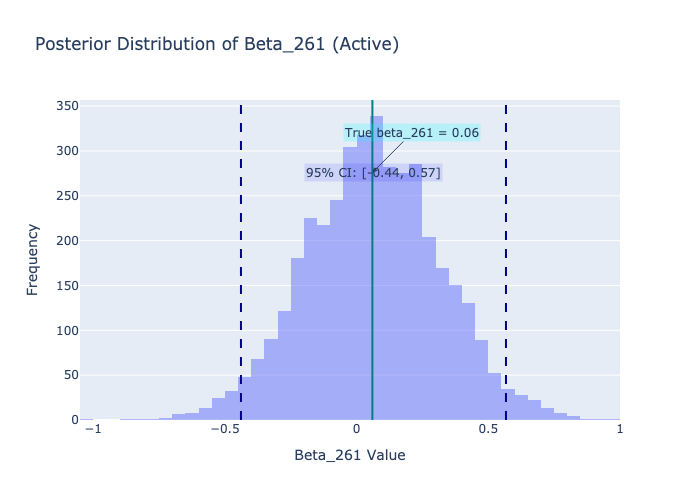 Posterior Distribution of Beta_261 (Active)
350
300
250
200
150
100
50
0
Frequency
True beta_261 = 0.06
95% CI: [-0.44, 0.57]
−1
−0.5
0
0.5
1
Beta_261 Value